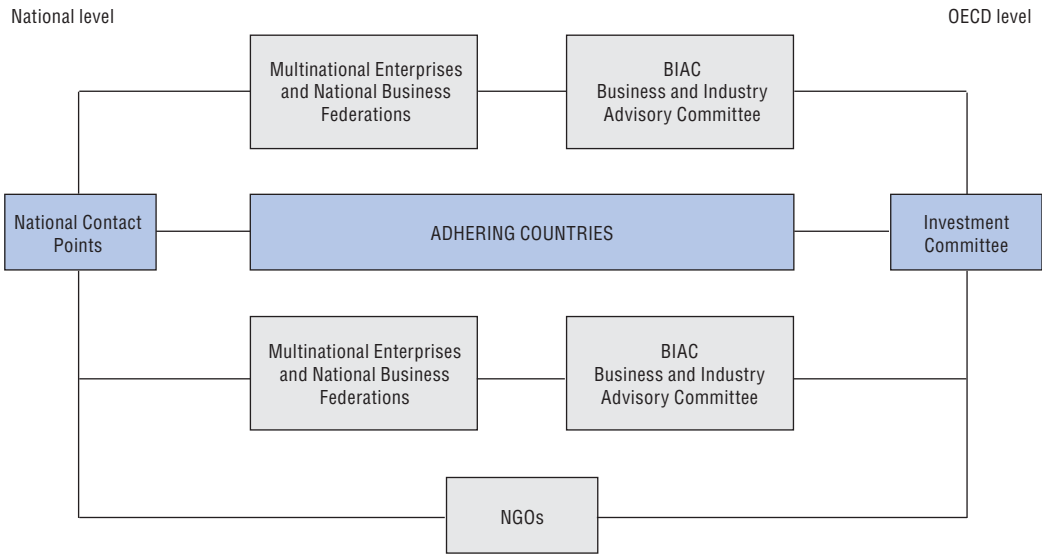 National level
OECD level
Multinational Enterprises
and National Business
Federations
BIAC
Business and Industry
Advisory Committee
National Contact
Points
ADHERING COUNTRIES
Investment
Committee
Multinational Enterprises
and National Business
Federations
BIAC
Business and Industry
Advisory Committee
NGOs